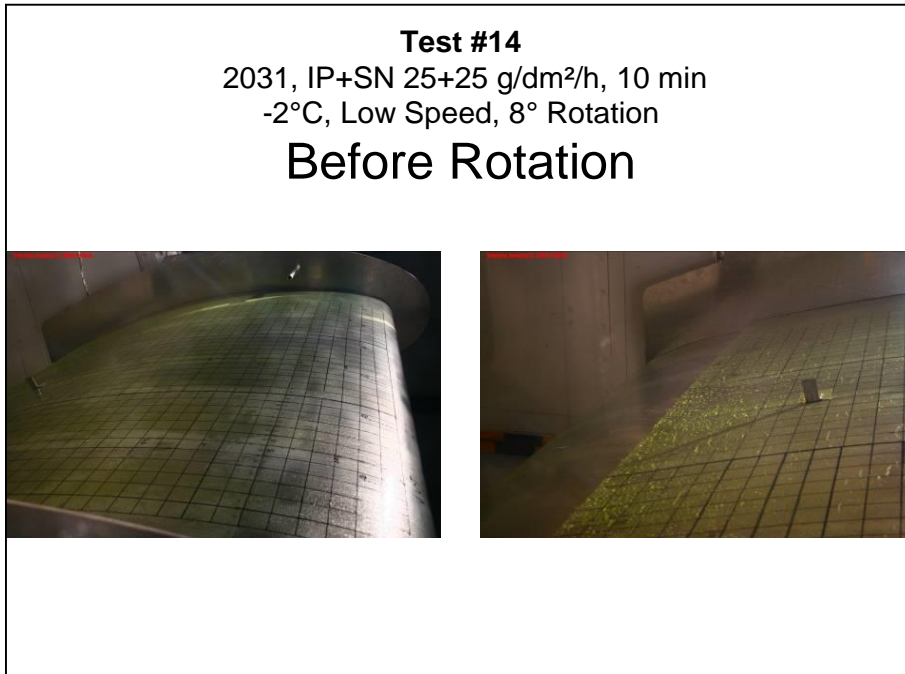 Test #14
2031, IP+SN 25+25 g/dm²/h, 10 min
-2°C, Low Speed, 8° Rotation
Before Rotation